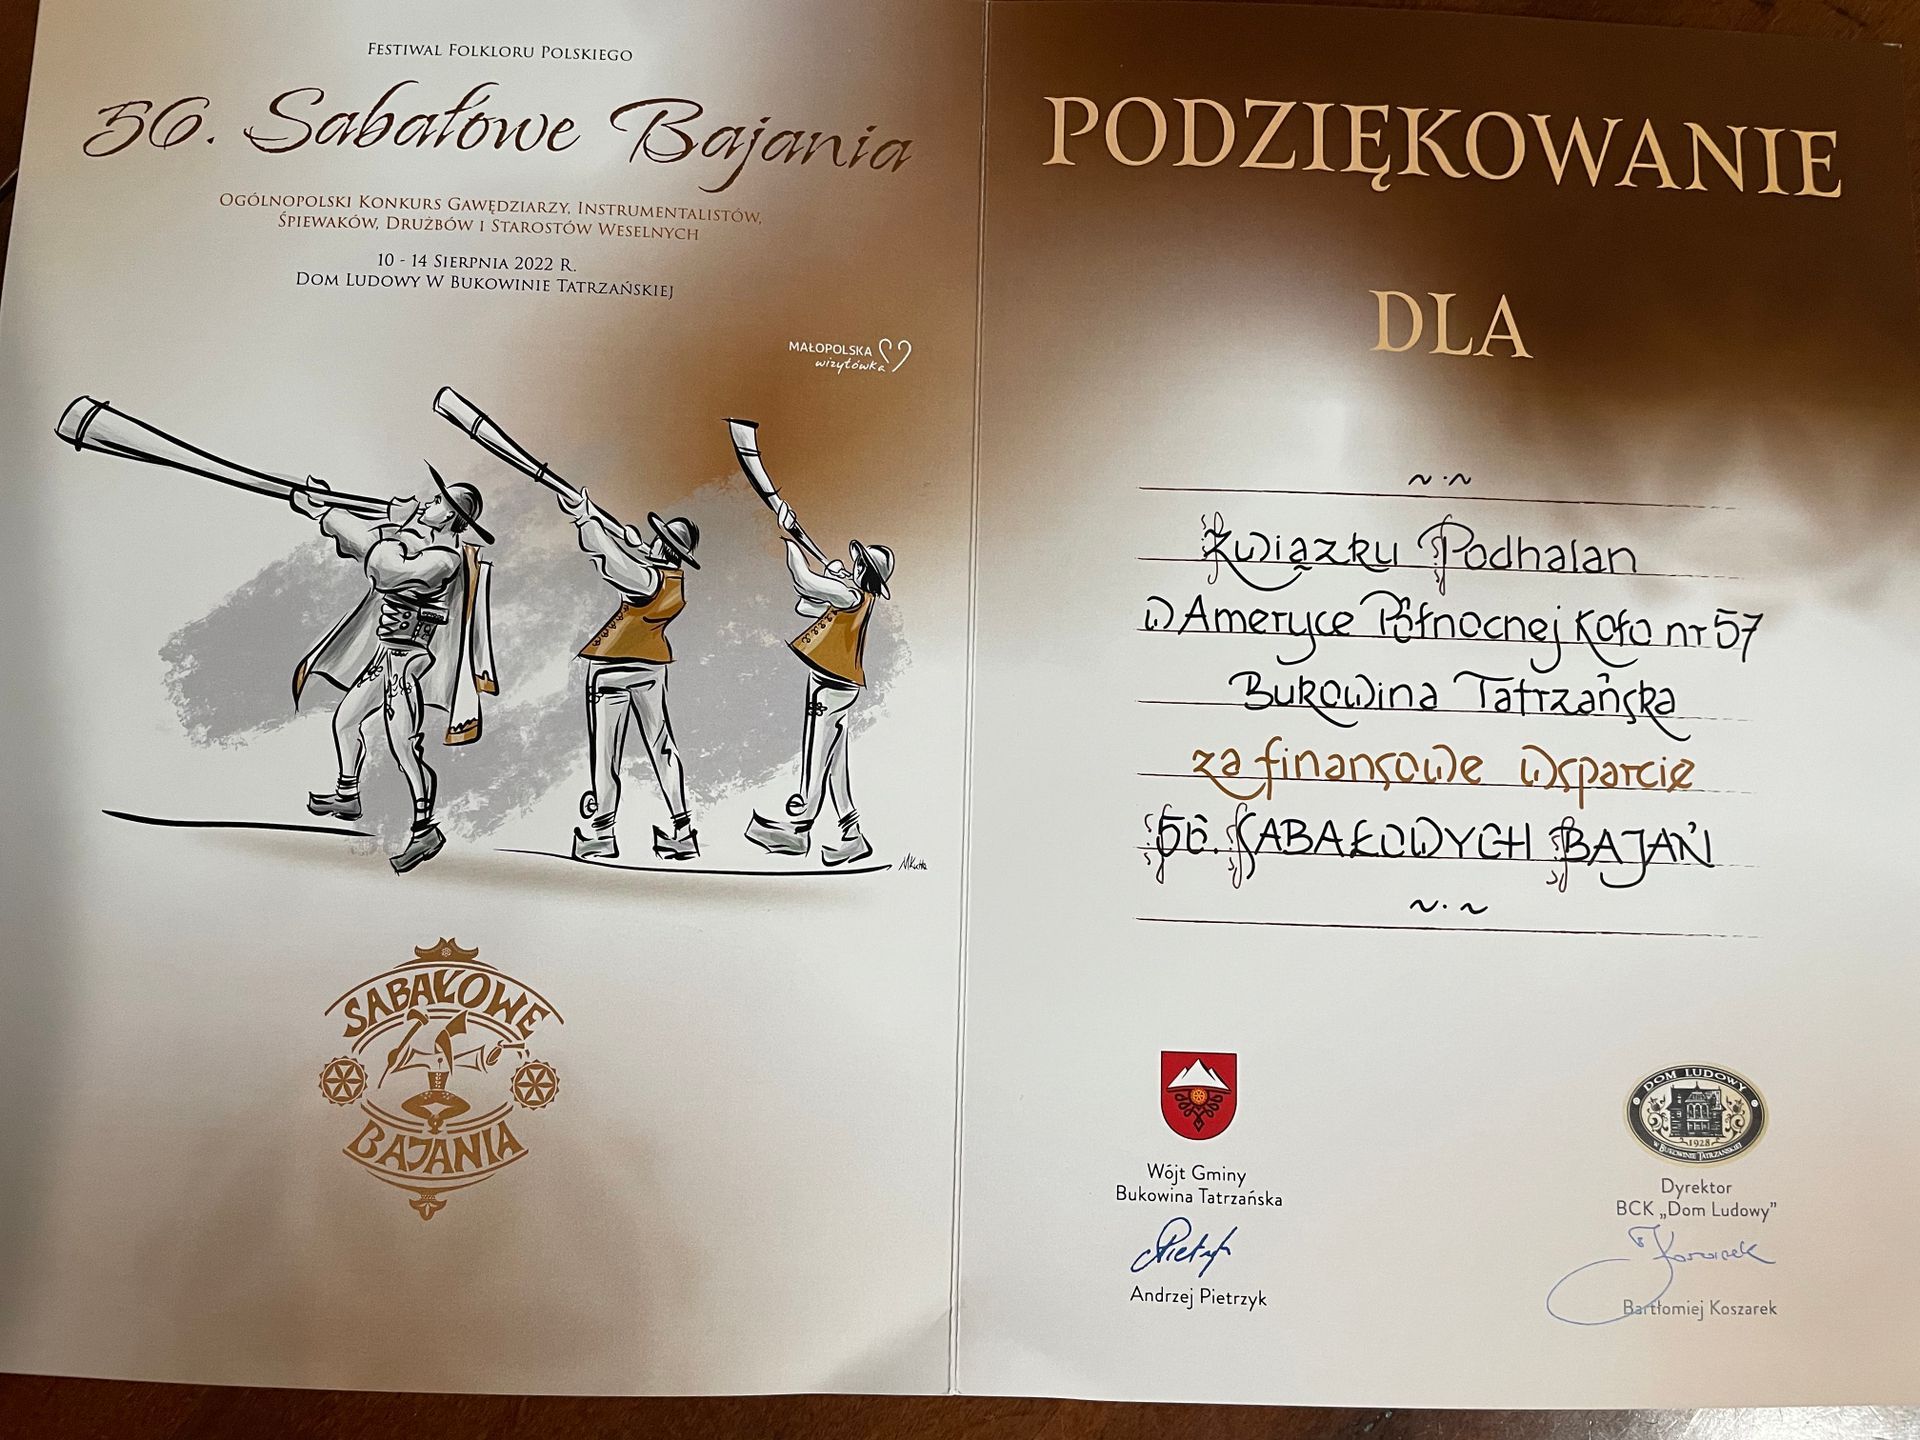 FESTIWAL FOLKLORU POLSKIEGO
56. Sabałowe Bajania
OGÓLNOPOLSKI KONKURS GAWĘDZIARZY, INSTRUMENTALISTÓW,
ŚPIEWAKÓW, DRUŻBÓW I STAROSTÓW WESELNYCH
10 - 14 SIERPNIA 2022 R.
DOM LUDOWY W BUKOWINIE TATRZAŃSKIEJ
MAŁOPOLSKA
wizytówka
SABAŁOWE
BAJANIA
PODZIĘKOWANIE
DLA
Związku Podhalan
w Ameryce Północnej Koło nr 57
Bukowina Tatrzańska
za finansowe wsparcie
56. SABAŁOWYCH BAJAŃ
Wójt Gminy
Bukowina Tatrzańska
Andrzej Pietrzyk
DOM LUDOWY
1928
W BUKOWINIE TATRZAŃSKIEJ
Dyrektor
BCK „Dom Ludowy”
Bartłomiej Koszarek